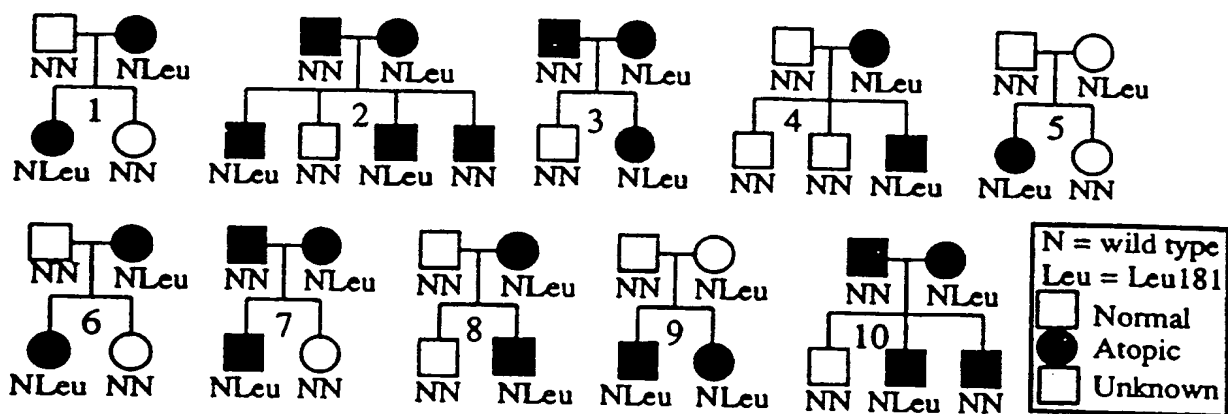 NN NLeu
1
NLeu NN
NN NLeu
2
NLeu NN NLeu NN
NN NLeu
3
NN NLeu
NN NLeu
4
NN NN NLeu
NN NLeu
5
NLeu NN
NN NLeu
6
NLeu NN
NN NLeu
7
NLeu NN
NN NLeu
8
NN NLeu
NN NLeu
9
NLeu NLeu
NN NLeu
10
NN NLeu NN
N = wild type
Leu = Leu181
Normal
Atopic
Unknown